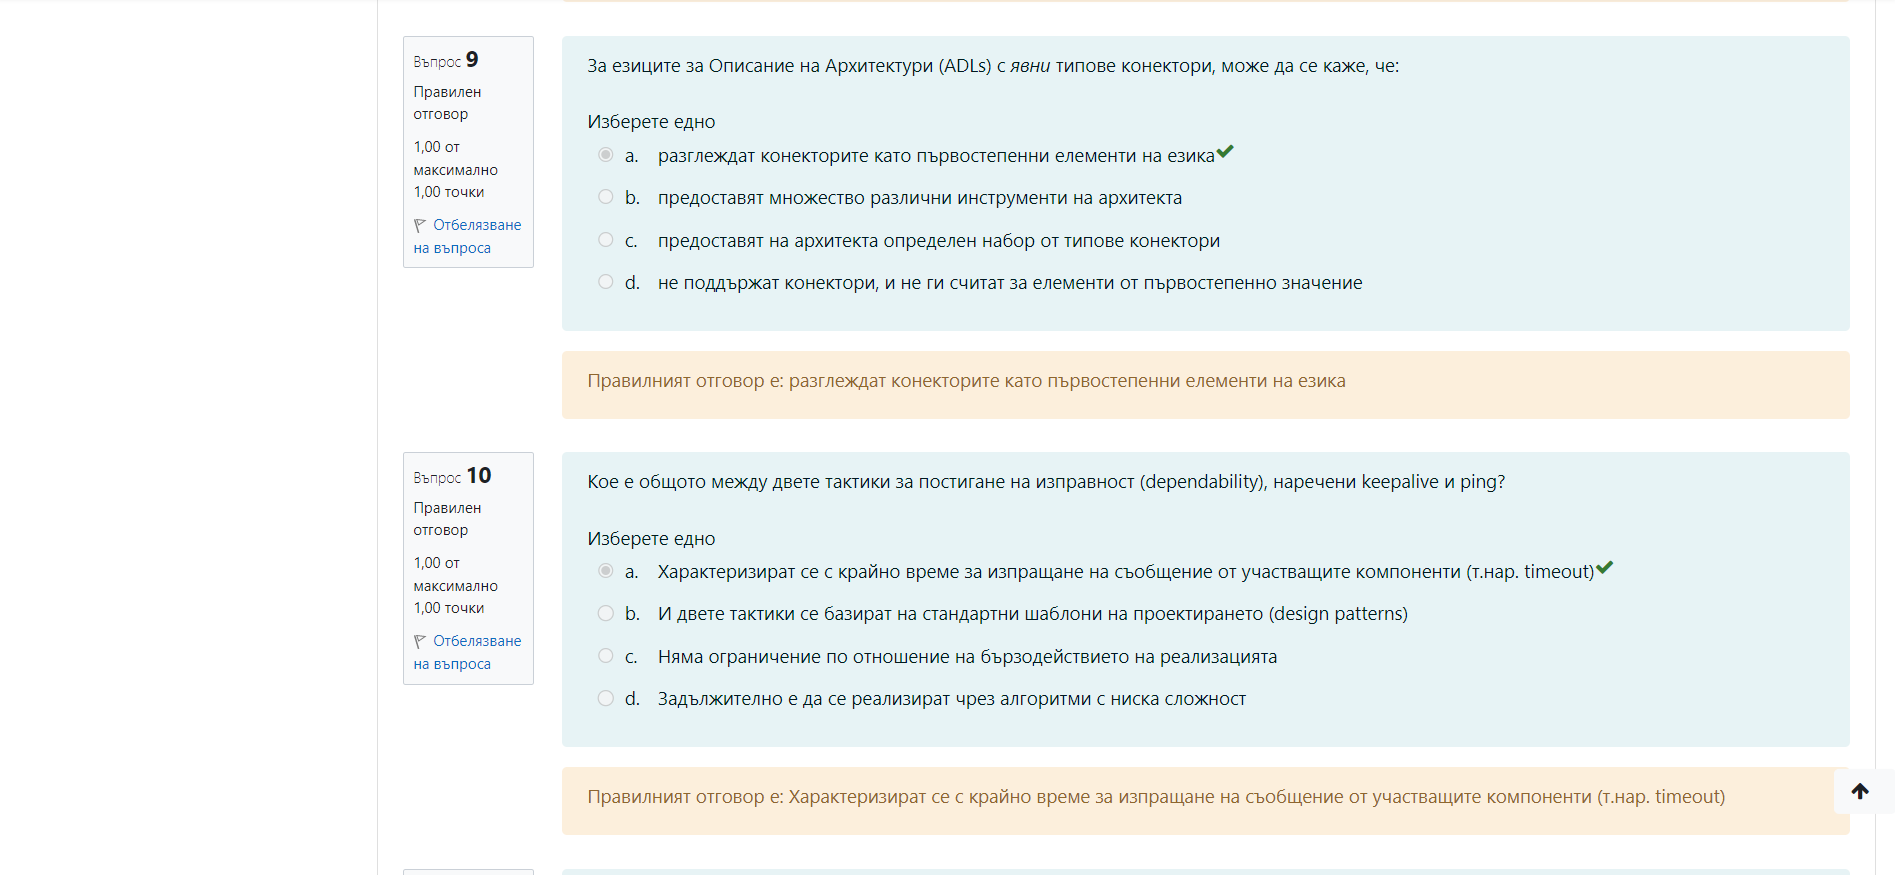 Въпрос 9
Правилен
отговор
1,00 от
максимално
1,00 точки
Отбелязване
на въпроса
За езиците за Описание на Архитектури (ADLs) с явни типове конектори, може да се каже, че:
Изберете едно
a. разглеждат конекторите като първостепенни елементи на езика
b. предоставят множество различни инструменти на архитекта
c. предоставят на архитекта определен набор от типове конектори
d. не поддържат конектори, и не ги считат за елементи от първостепенно значение
Правилният отговор е: разглеждат конекторите като първостепенни елементи на езика
Въпрос 10
Правилен
отговор
1,00 от
максимално
1,00 точки
Отбелязване
на въпроса
Кое е общото между двете тактики за постигане на изправност (dependability), наречени keepalive и ping?
Изберете едно
a. Характеризират се с крайно време за изпращане на съобщение от участващите компоненти (т.нар. timeout)
b. И двете тактики се базират на стандартни шаблони на проектирането (design patterns)
c. Няма ограничение по отношение на бързодействието на реализацията
d. Задължително е да се реализират чрез алгоритми с ниска сложност
Правилният отговор е: Характеризират се с крайно време за изпращане на съобщение от участващите компоненти (т.нар. timeout)